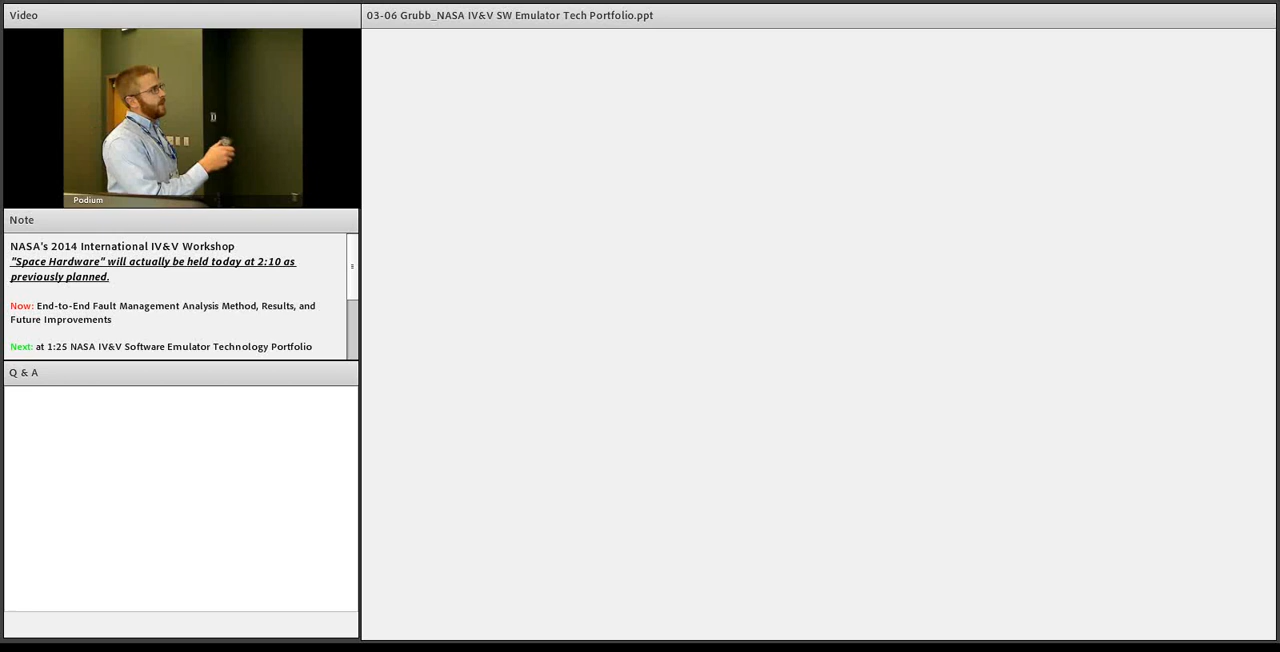 Video
03-06 Grubb_NASA IV&V SW Emulator Tech Portfolio.ppt
Podium
Note
NASA's 2014 International IV&V Workshop
"Space Hardware" will actually be held today at 2:10 as
previously planned.
Now: End-to-End Fault Management Analysis Method, Results, and
Future Improvements
Next: at 1:25 NASA IV&V Software Emulator Technology Portfolio
Q & A